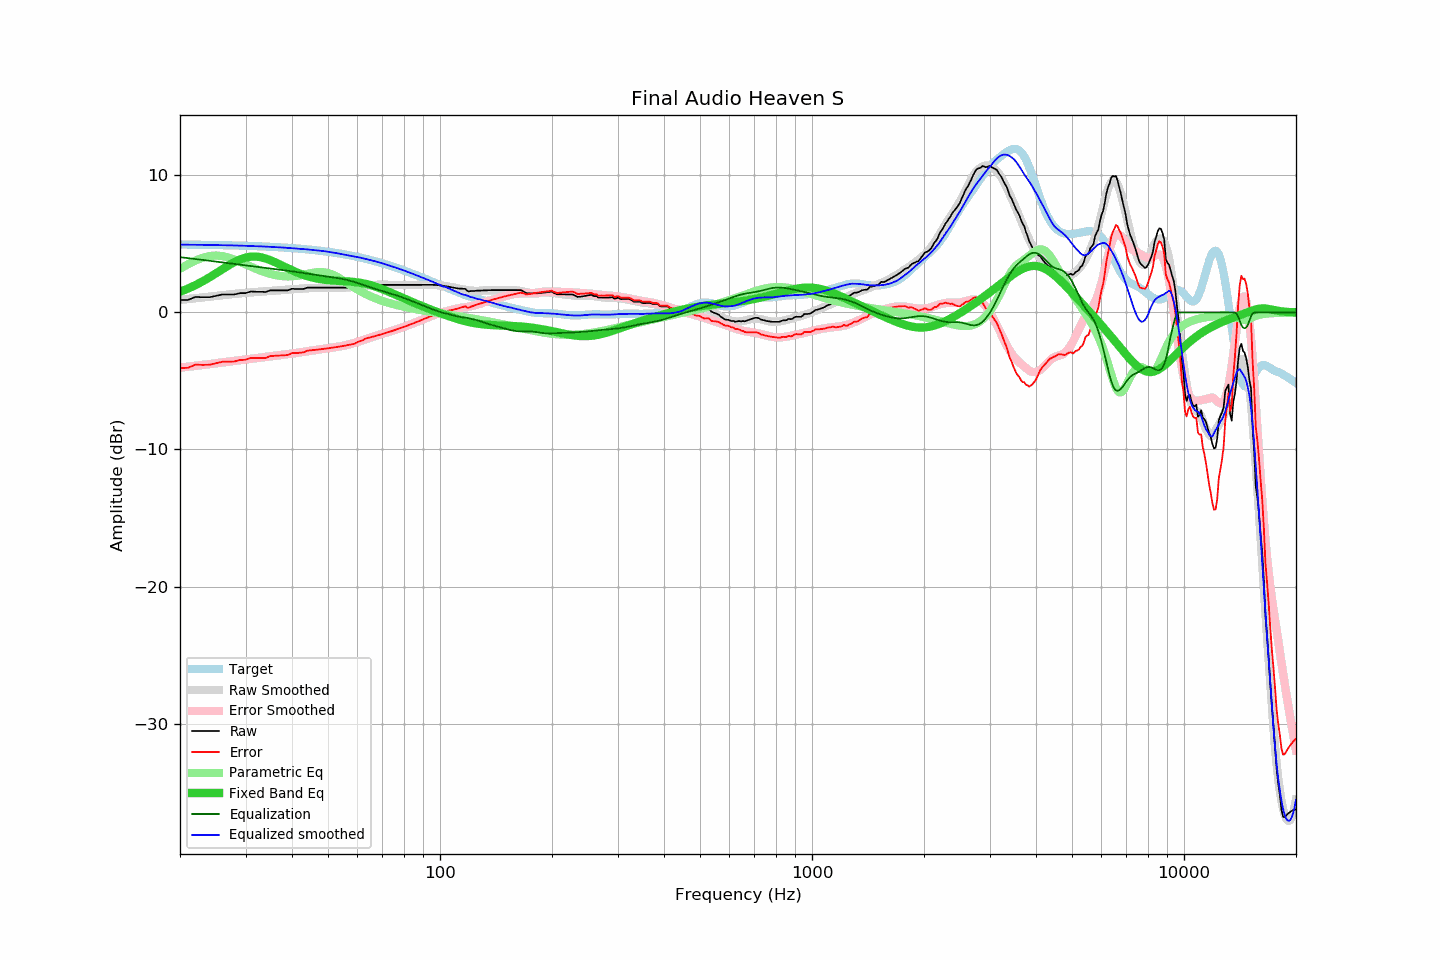 Final Audio Heaven S
Amplitude (dBr)
10
0
−10
−20
−30
Target
Raw Smoothed
Error Smoothed
Raw
Error
Parametric Eq
Fixed Band Eq
Equalization
Equalized smoothed
100
1000
10000
Frequency (Hz)